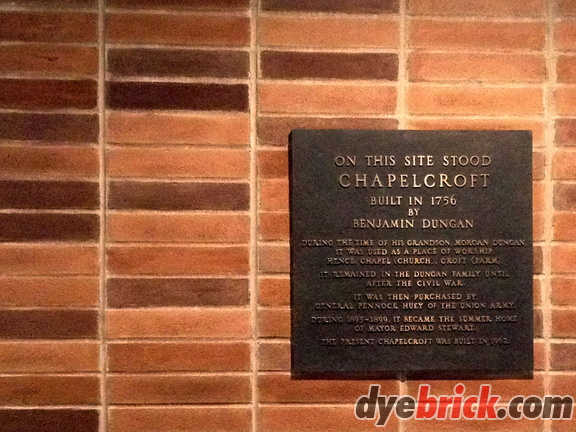 ON THIS SITE STOOD
CHAPELCROFT
BUILT IN 1756
BY
BENJAMIN DUNGAN
DURING THE TIME OF HIS GRANDSON, MORGAN DUNGAN,
IT WAS USED AS A PLACE OF WORSHIP
HENCE, CHAPEL (CHURCH), CROFT (FARM).
IT REMAINED IN THE DUNGAN FAMILY UNTIL
AFTER THE CIVIL WAR.
IT WAS THEN PURCHASED BY
GENERAL PENNOCK HUEY OF THE UNION ARMY.
DURING 1895-1899, IT BECAME THE SUMMER HOME
OF MAYOR EDWARD STEWART.
THE PRESENT CHAPELCROFT WAS BUILT IN 1962.
dyebrick.com